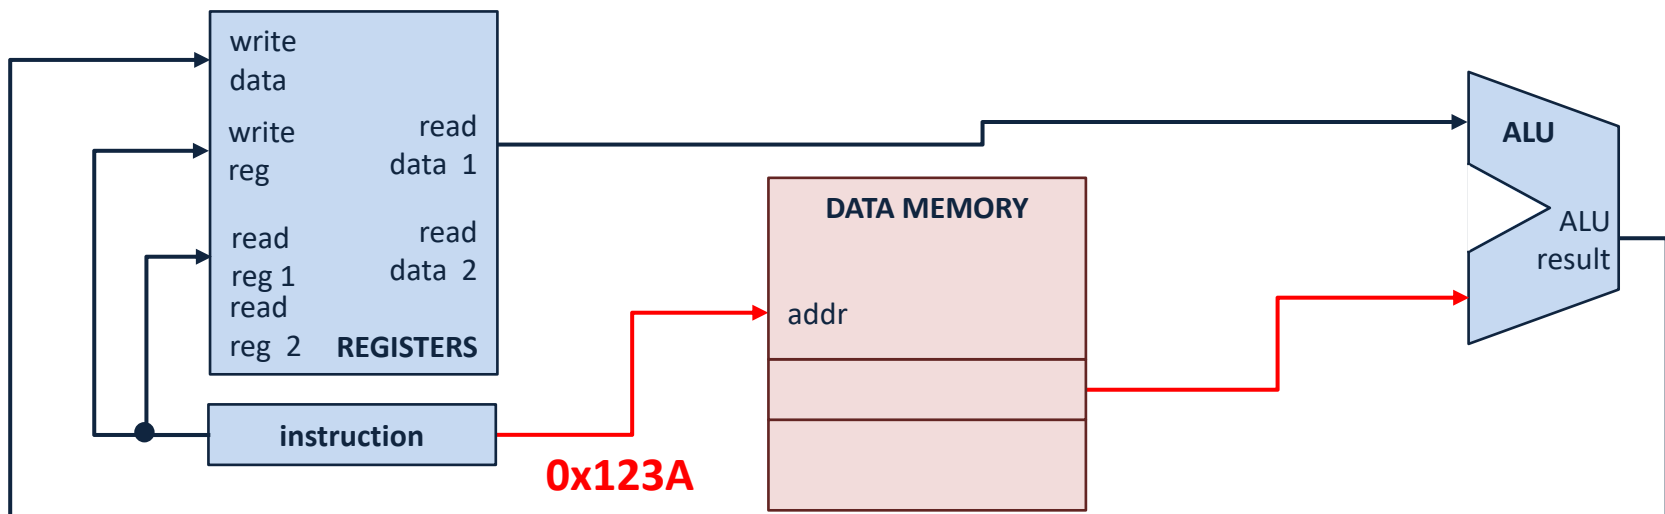 write
data
write
reg
read
data 1
read
reg 1
read
data 2
read
reg 2
REGISTERS
instruction
0x123A
DATA MEMORY
addr
ALU
ALU
result